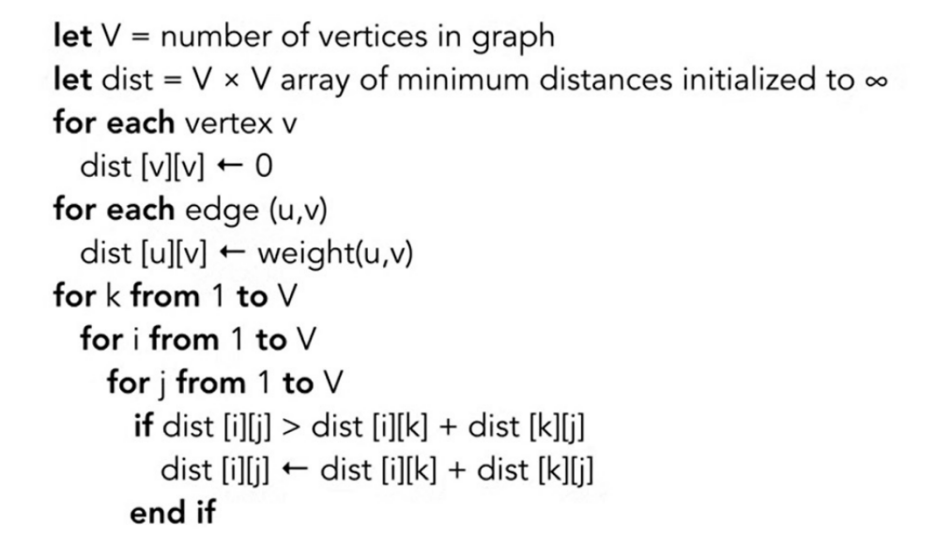 let V = number of vertices in graph
let dist = V × V array of minimum distances initialized to ∞
for each vertex v
dist [v][v] ← 0
for each edge (u,v)
dist [u][v] ← weight(u,v)
for k from 1 to V
for i from 1 to V
for j from 1 to V
if dist [i][j] > dist [i][k] + dist [k][j]
dist [i][j] ← dist [i][k] + dist [k][j]
end if